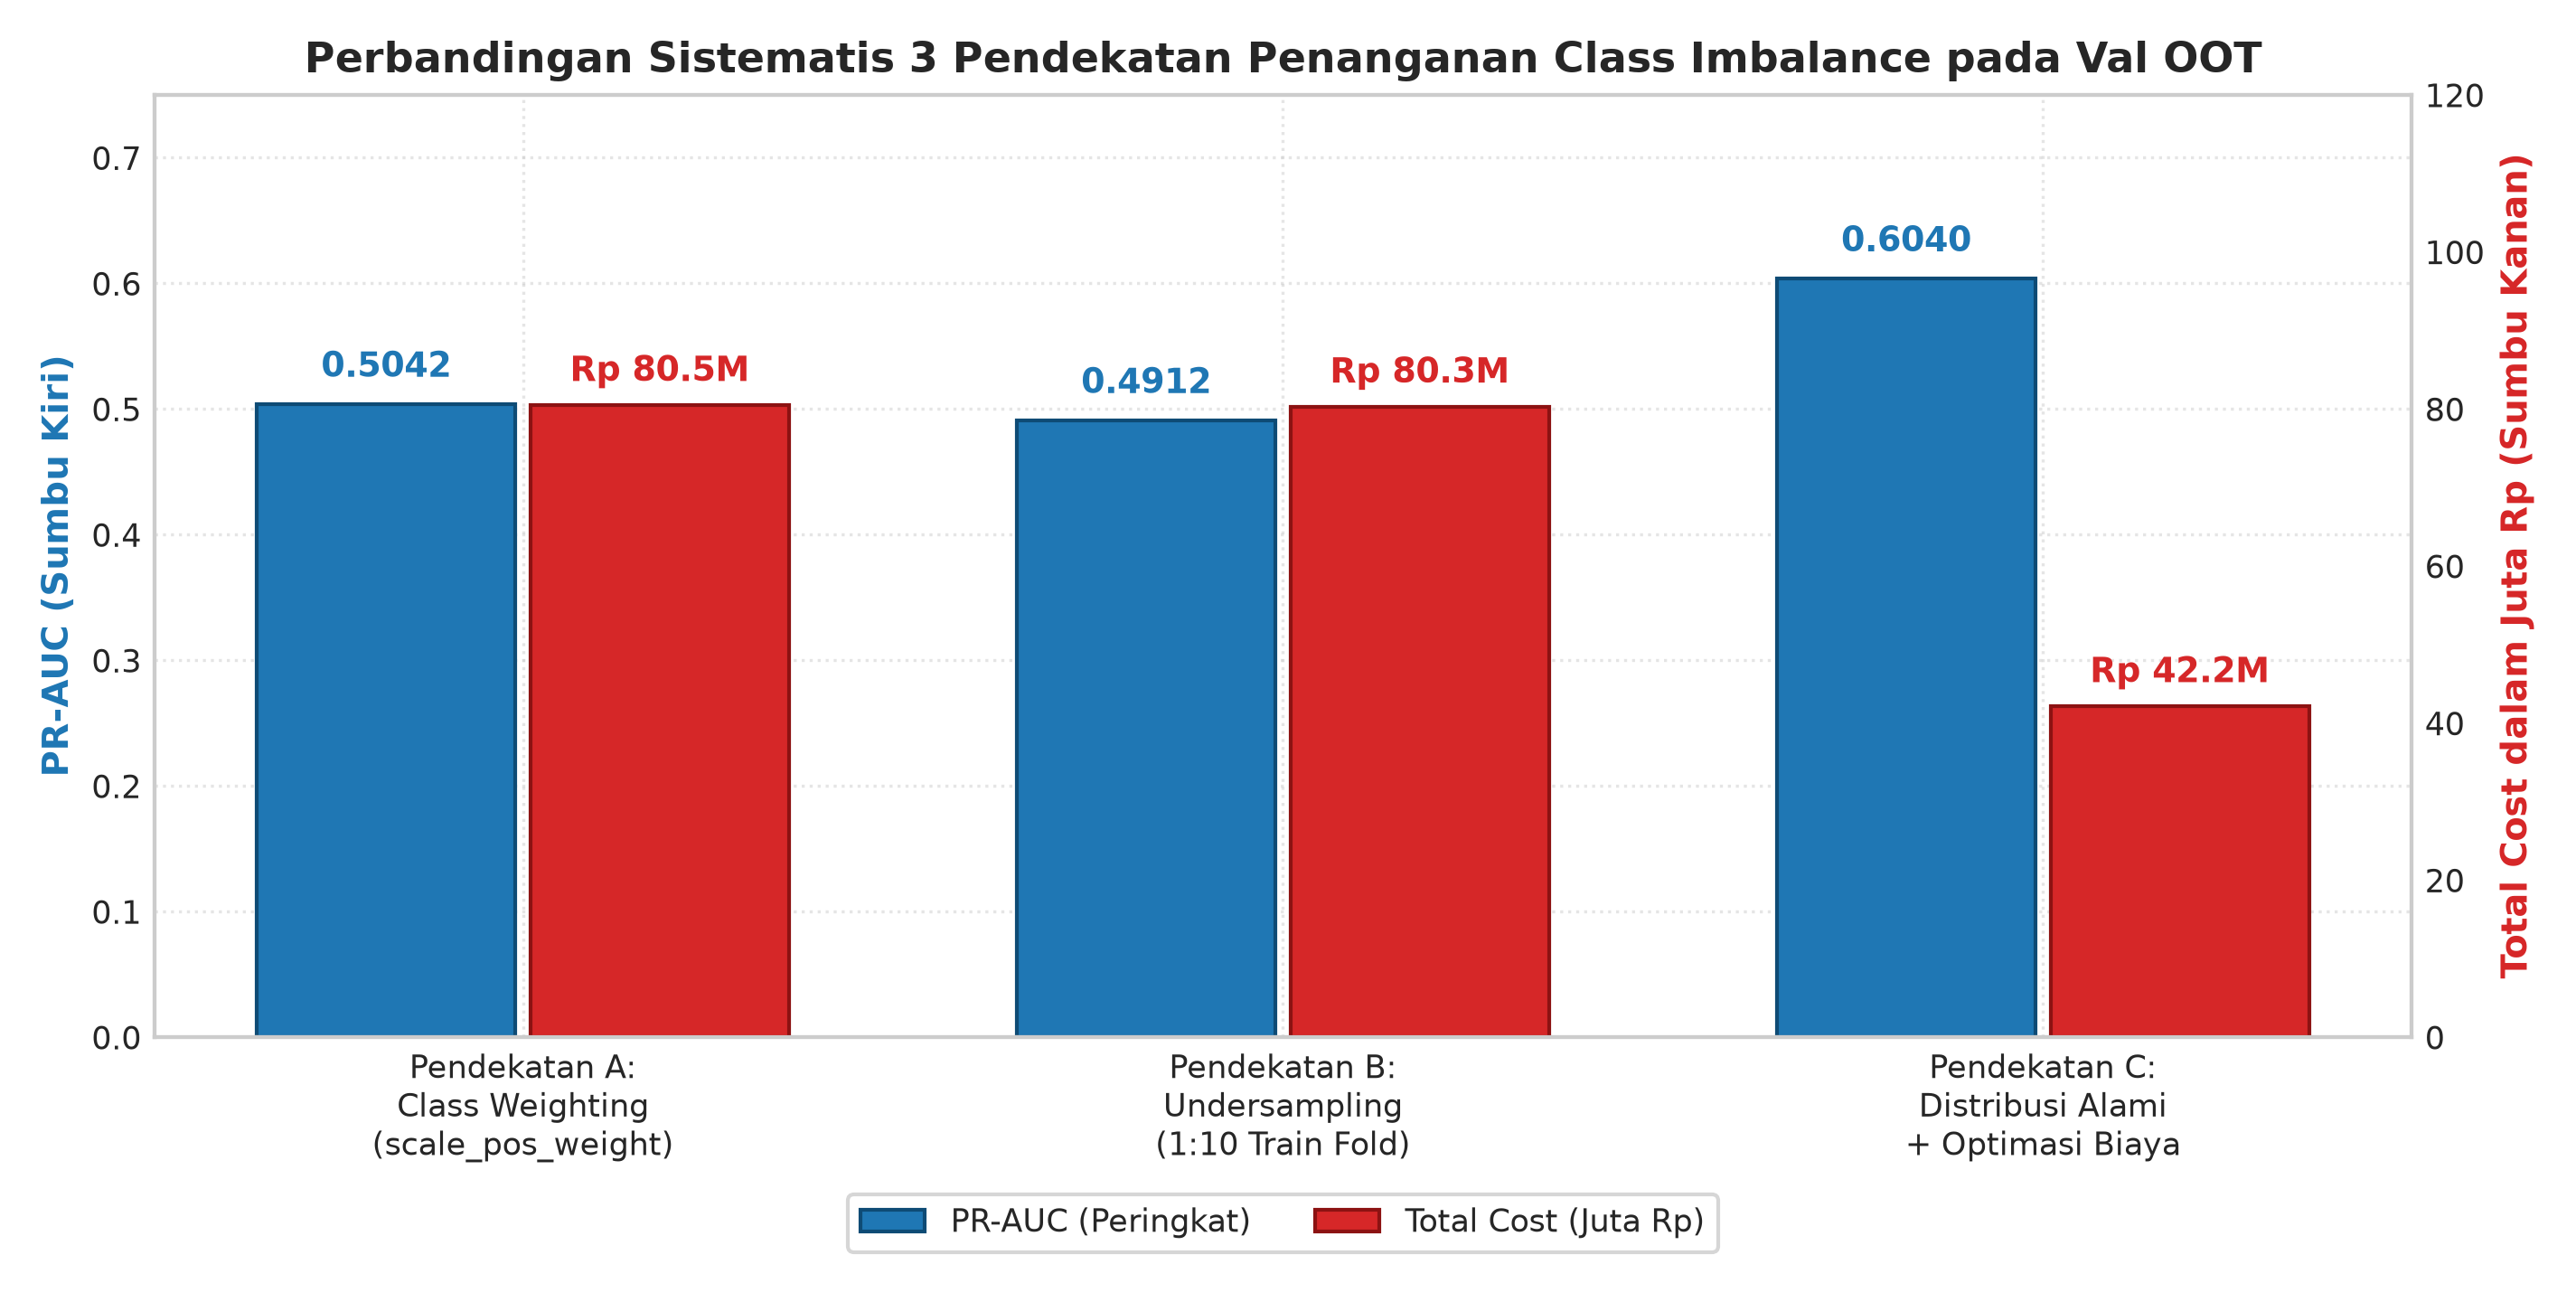 Perbandingan Sistematis 3 Pendekatan Penanganan Class Imbalance pada Val OOT
PR-AUC (Sumbu Kiri)
0.7
0.6
0.5
0.4
0.3
0.2
0.1
0.0
0.5042
Rp 80.5M
0.4912
Rp 80.3M
0.6040
Rp 42.2M
120
100
80
60
40
20
0
Total Cost dalam Juta Rp (Sumbu Kanan)
Pendekatan A:
Class Weighting
(scale_pos_weight)
Pendekatan B:
Undersampling
(1:10 Train Fold)
Pendekatan C:
Distribusi Alami
+ Optimasi Biaya
PR-AUC (Peringkat)
Total Cost (Juta Rp)